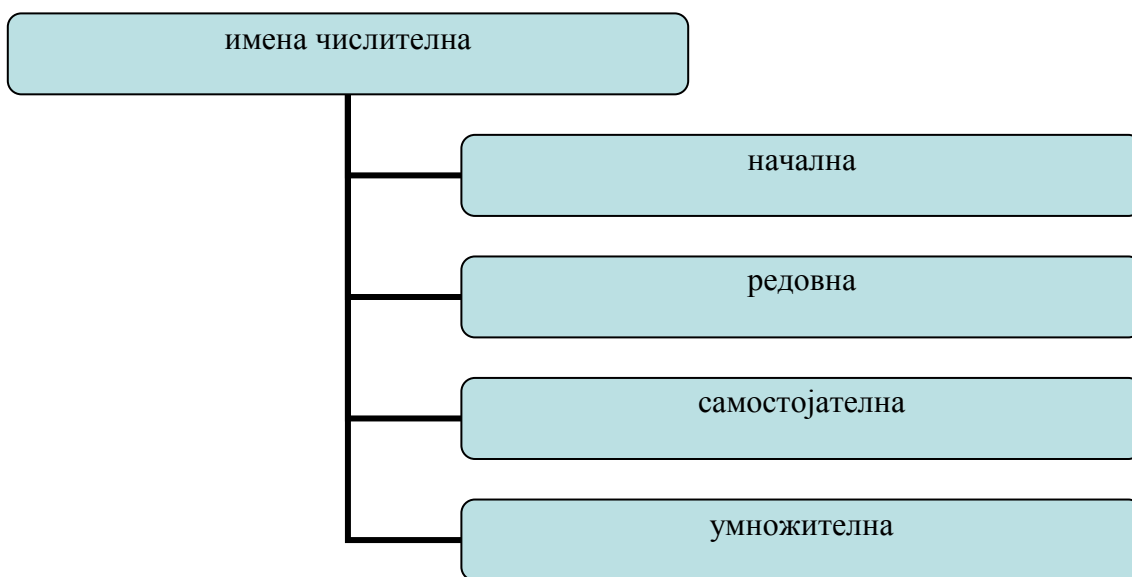 имена числителна
начална
редовна
самостојателна
умножителна